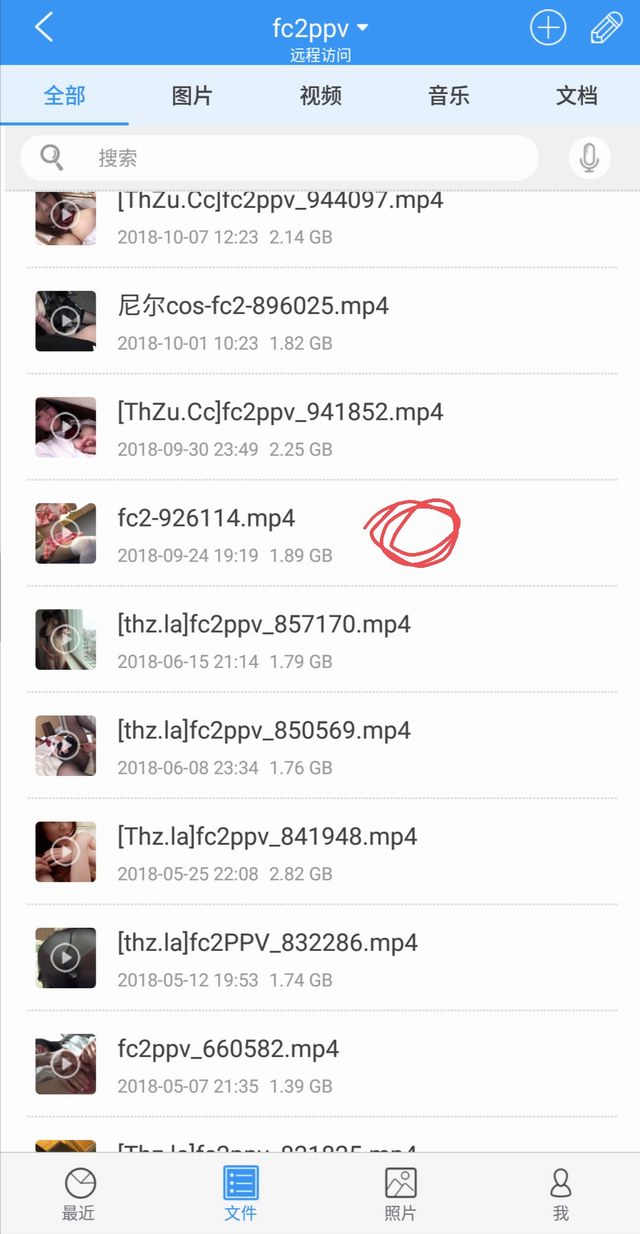 fc2ppv
远程访问
全部
图片
视频
音乐
文档
搜索
[ThZu.Cc]fc2ppv_944097.mp4
2018-10-07 12:23 2.14 GB
尼尔cos-fc2-896025.mp4
2018-10-01 10:23 1.82 GB
[ThZu.Cc]fc2ppv_941852.mp4
2018-09-30 23:49 2.25 GB
fc2-926114.mp4
2018-09-24 19:19 1.89 GB
[thz.la]fc2ppv_857170.mp4
2018-06-15 21:14 1.79 GB
[thz.la]fc2ppv_850569.mp4
2018-06-08 23:34 1.76 GB
[Thz.la]fc2ppv_841948.mp4
2018-05-25 22:08 2.82 GB
[thz.la]fc2PPV_832286.mp4
2018-05-12 19:53 1.74 GB
fc2ppv_660582.mp4
2018-05-07 21:35 1.39 GB
最近
文件
照片
我